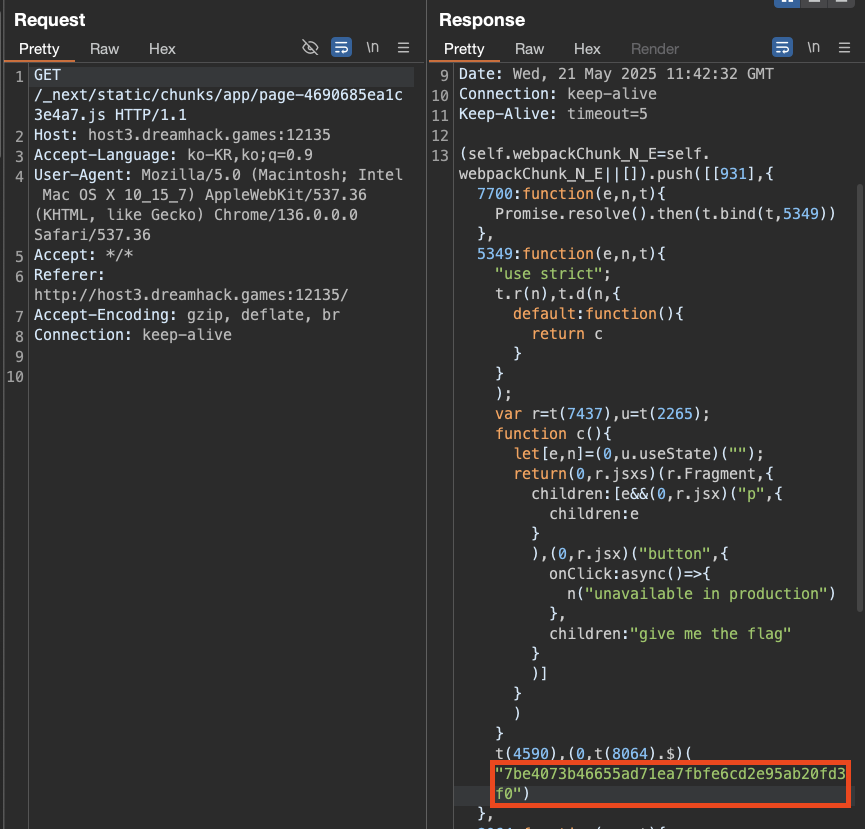 Request
Pretty Raw Hex \n
1 GET
/_next/static/chunks/app/page-4690685ea1c
3e4a7.js HTTP/1.1
2 Host: host3.dreamhack.games:12135
3 Accept-Language: ko-KR,ko;q=0.9
4 User-Agent: Mozilla/5.0 (Macintosh; Intel
Mac OS X 10_15_7) AppleWebKit/537.36
(KHTML, like Gecko) Chrome/136.0.0.0
Safari/537.36
5 Accept: */*
6 Referer:
http://host3.dreamhack.games:12135/
7 Accept-Encoding: gzip, deflate, br
8 Connection: keep-alive
9
10
Response
Pretty Raw Hex Render \n
9 Date: Wed, 21 May 2025 11:42:32 GMT
10 Connection: keep-alive
11 Keep-Alive: timeout=5
12
13 (self.webpackChunk_N_E=self.
webpackChunk_N_E||[]).push([[931],{
7700:function(e,n,t){
Promise.resolve().then(t.bind(t,5349))
},
5349:function(e,n,t){
"use strict";
t.r(n),t.d(n,{
default:function(){
return c
}
}
);
var r=t(7437),u=t(2265);
function c(){
let[e,n]=(0,u.useState)("");
return(0,r.jsxs)(r.Fragment,{
children:[e&&(0,r.jsx)("p",{
children:e
}
),(0,r.jsx)("button",{
onClick:async()=>{
n("unavailable in production")
},
children:"give me the flag"
}
)]
}
)
}
t(4590),(0,t(8064).$)(
"7be4073b46655ad71ea7fbfe6cd2e95ab20fd3
f0")
},